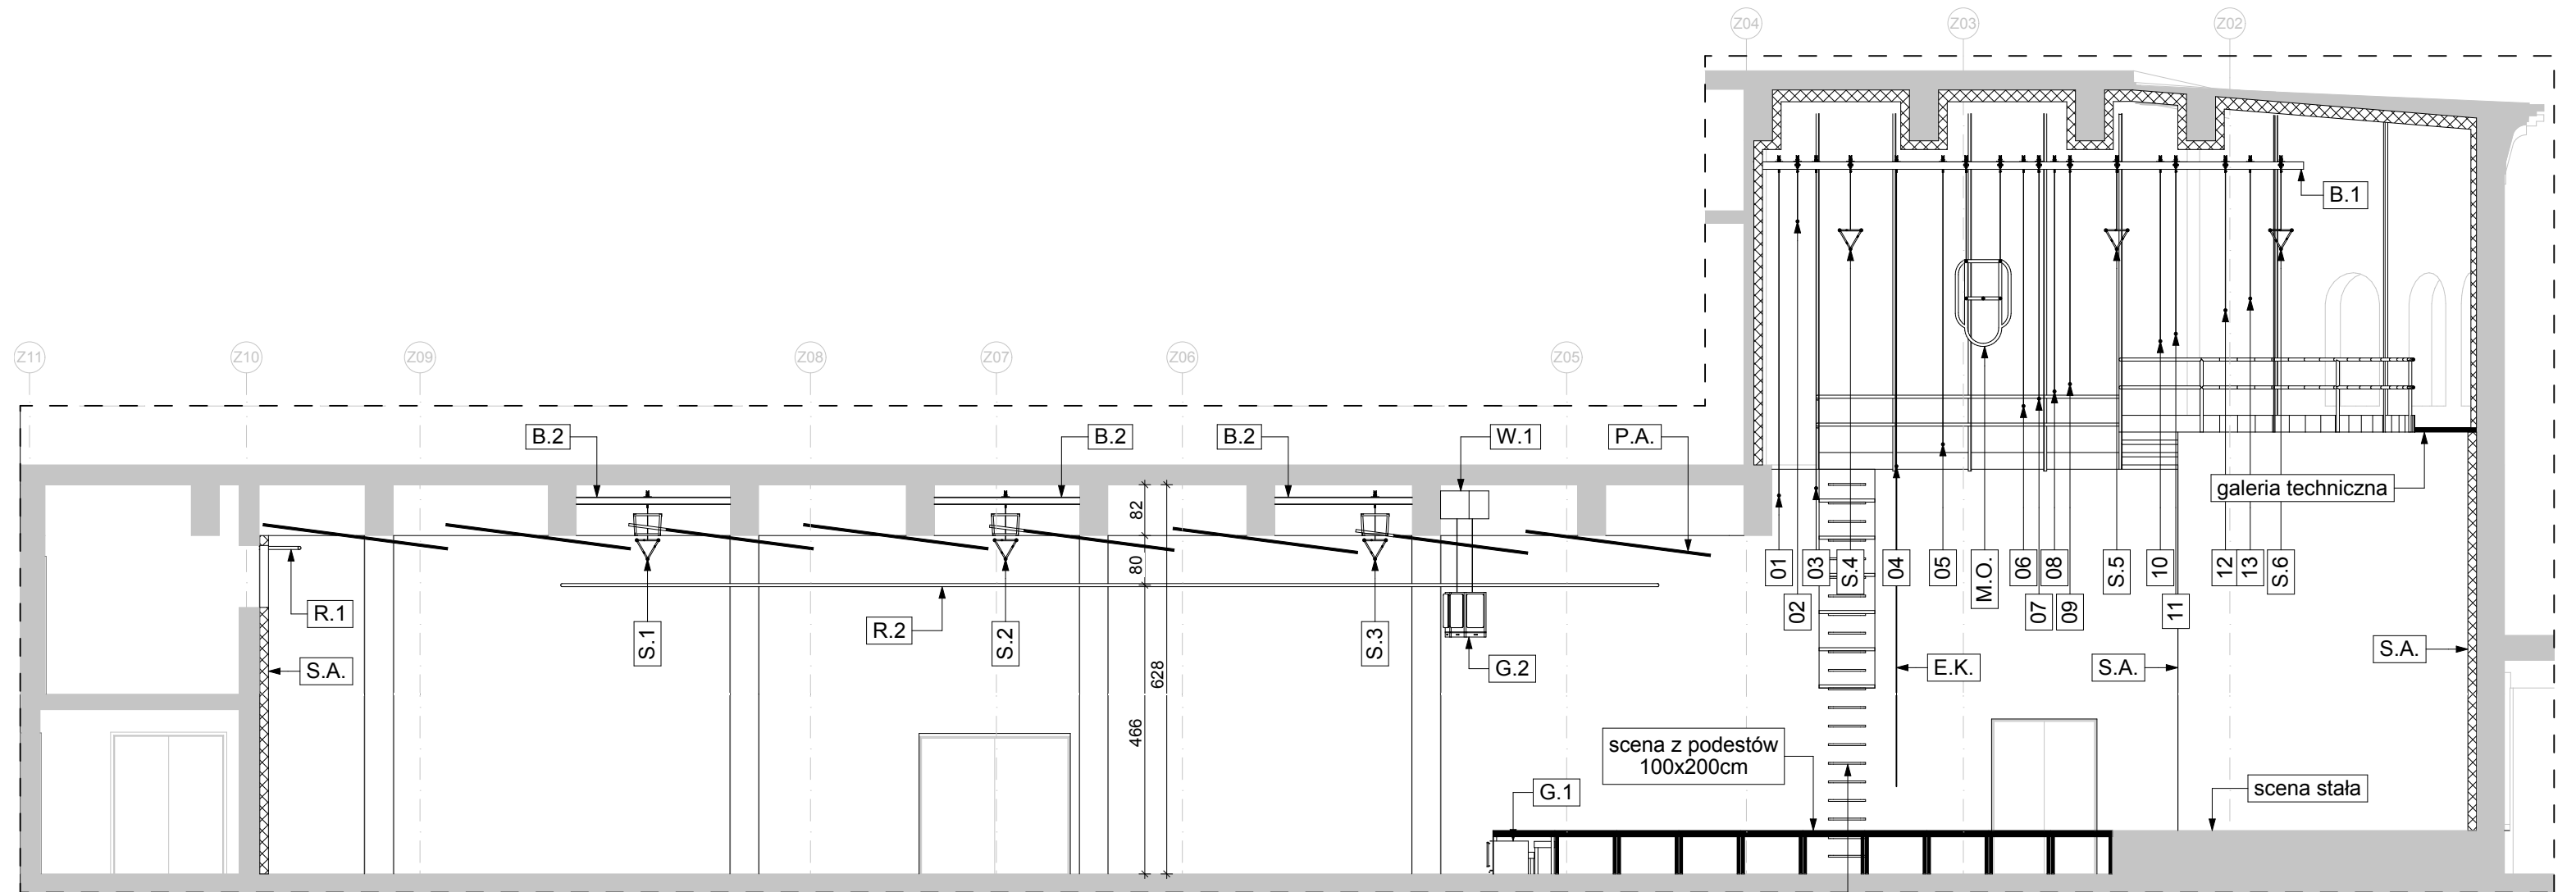 Z04
Z03
Z02
B.1
Z11
Z10
Z09
Z08
Z07
Z06
Z05
B.2
B.2
B.2
W.1
P.A.
galeria techniczna
82
80
628
466
01
02
03
S.4
04
05
M.O.
06
07
08
09
S.5
10
11
12
13
S.6
R.1
R.2
S.1
S.2
S.3
G.2
S.A.
E.K.
S.A.
S.A.
scena z podestów
100x200cm
G.1
scena stała